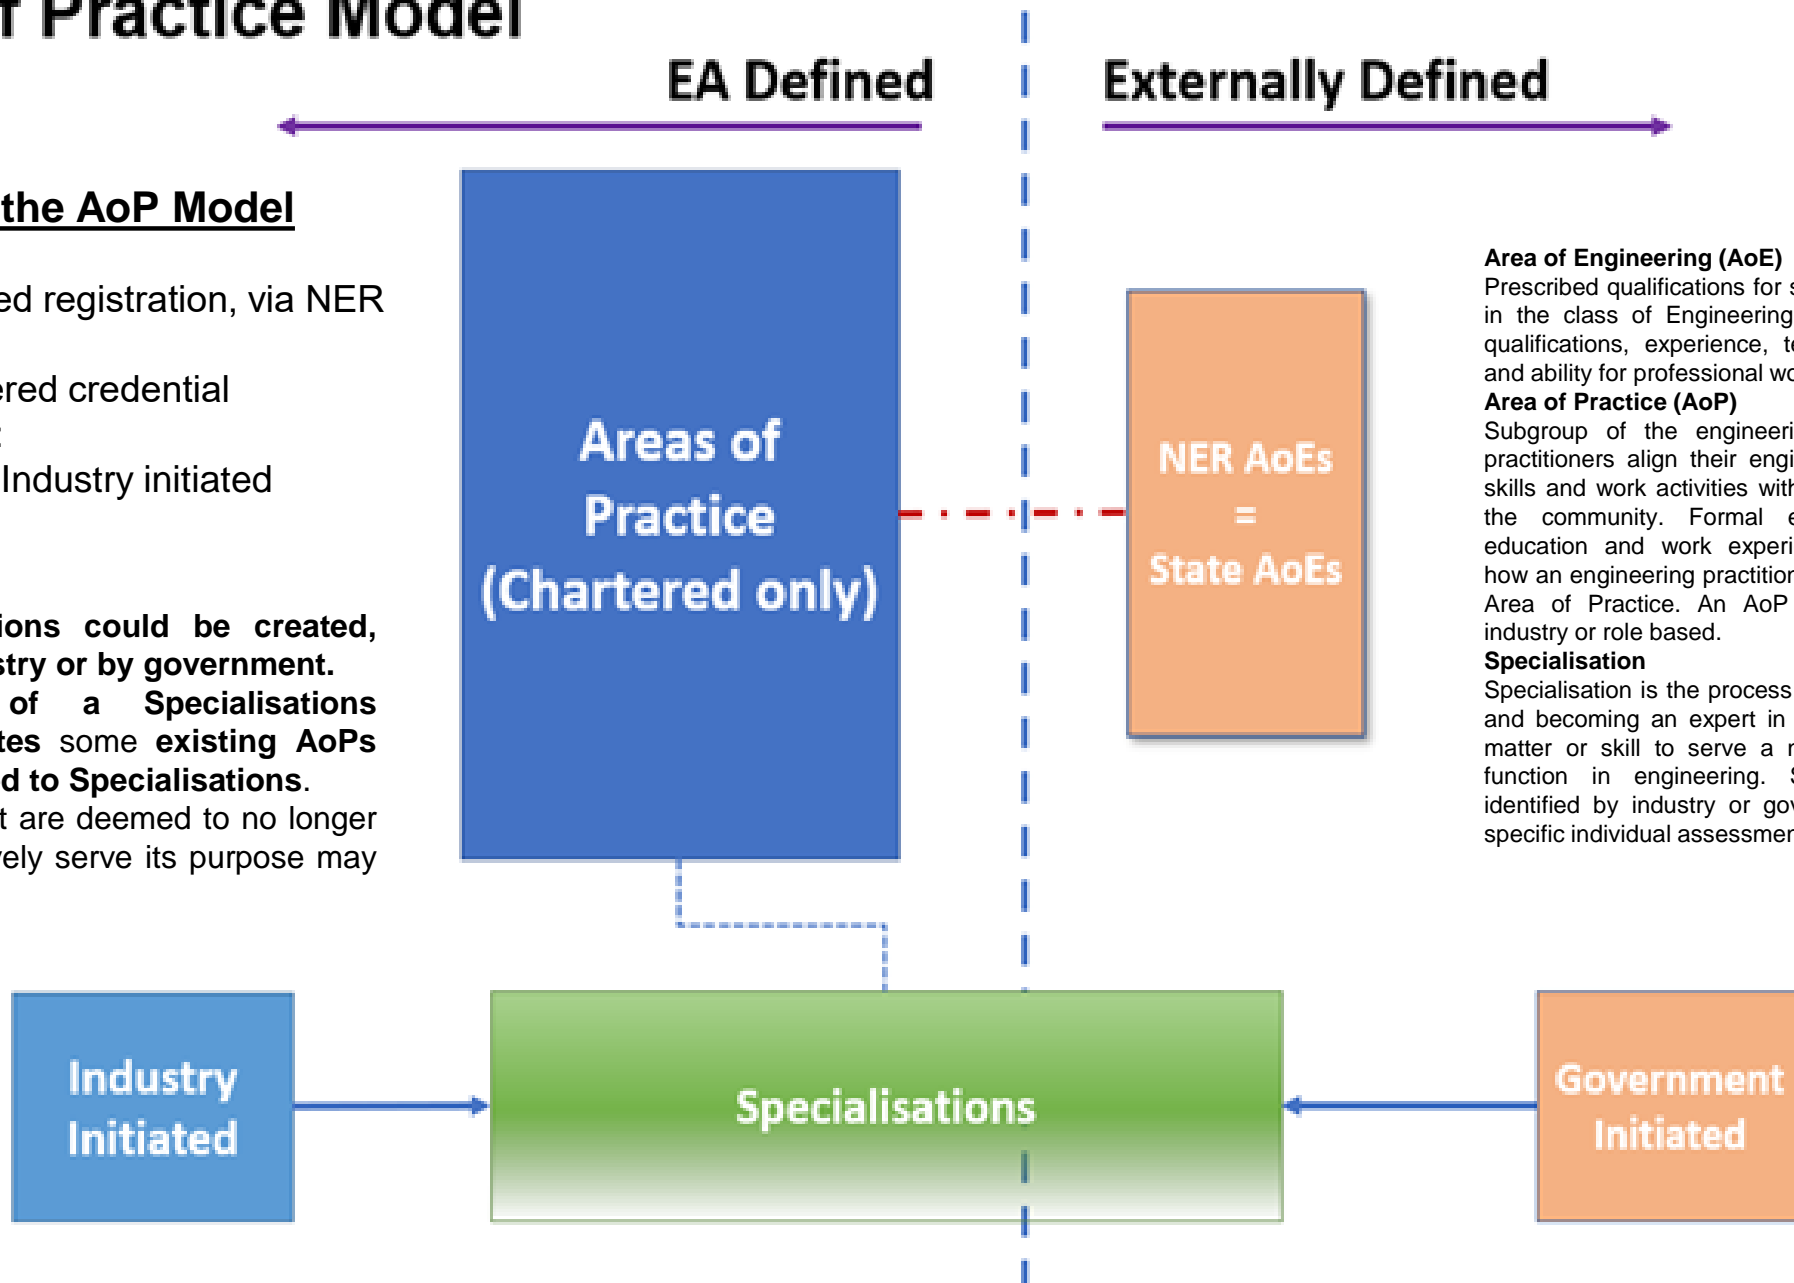 f Practice Model
EA Defined
Externally Defined
the AoP Model
ed registration, via NER
ered credential
:
Industry initiated
ions could be created,
stry or by government.
of a Specialisations
tes some existing AoPs
d to Specialisations.
t are deemed to no longer
vely serve its purpose may
Areas of
Practice
(Chartered only)
NER AoEs
=
State AoEs
Area of Engineering (AoE)
Prescribed qualifications for s
in the class of Engineering
qualifications, experience, te
and ability for professional wo
Area of Practice (AoP)
Subgroup of the engineeri
practitioners align their engi
skills and work activities with
the community. Formal e
education and work experi
how an engineering practition
Area of Practice. An AoP
industry or role based.
Specialisation
Specialisation is the process
and becoming an expert in
matter or skill to serve a n
function in engineering. S
identified by industry or gov
specific individual assessmen
Industry
Initiated
Specialisations
Government
Initiated